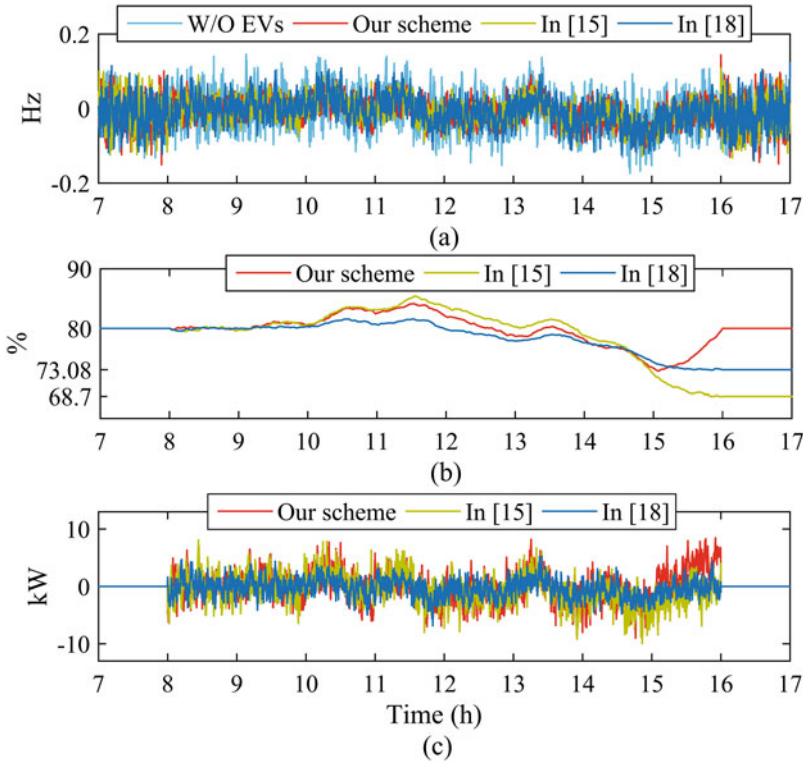 W/O EVs Our scheme In [15] In [18]
0.2
0
-0.2
Hz
7 8 9 10 11 12 13 14 15 16 17
(a)
Our scheme In [15] In [18]
90
80
73.08
68.7
%
7 8 9 10 11 12 13 14 15 16 17
(b)
Our scheme In [15] In [18]
10
0
-10
kW
7 8 9 10 11 12 13 14 15 16 17
Time (h)
(c)